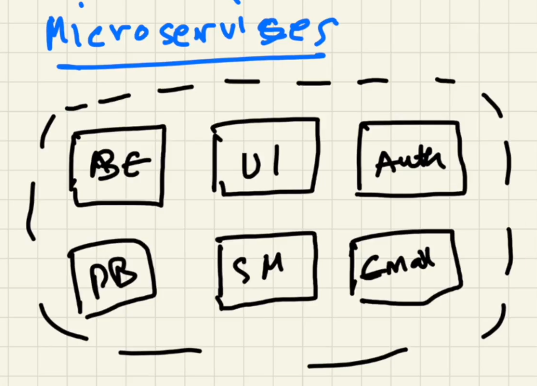 Microservises
BE UI Auth
DB SM Email